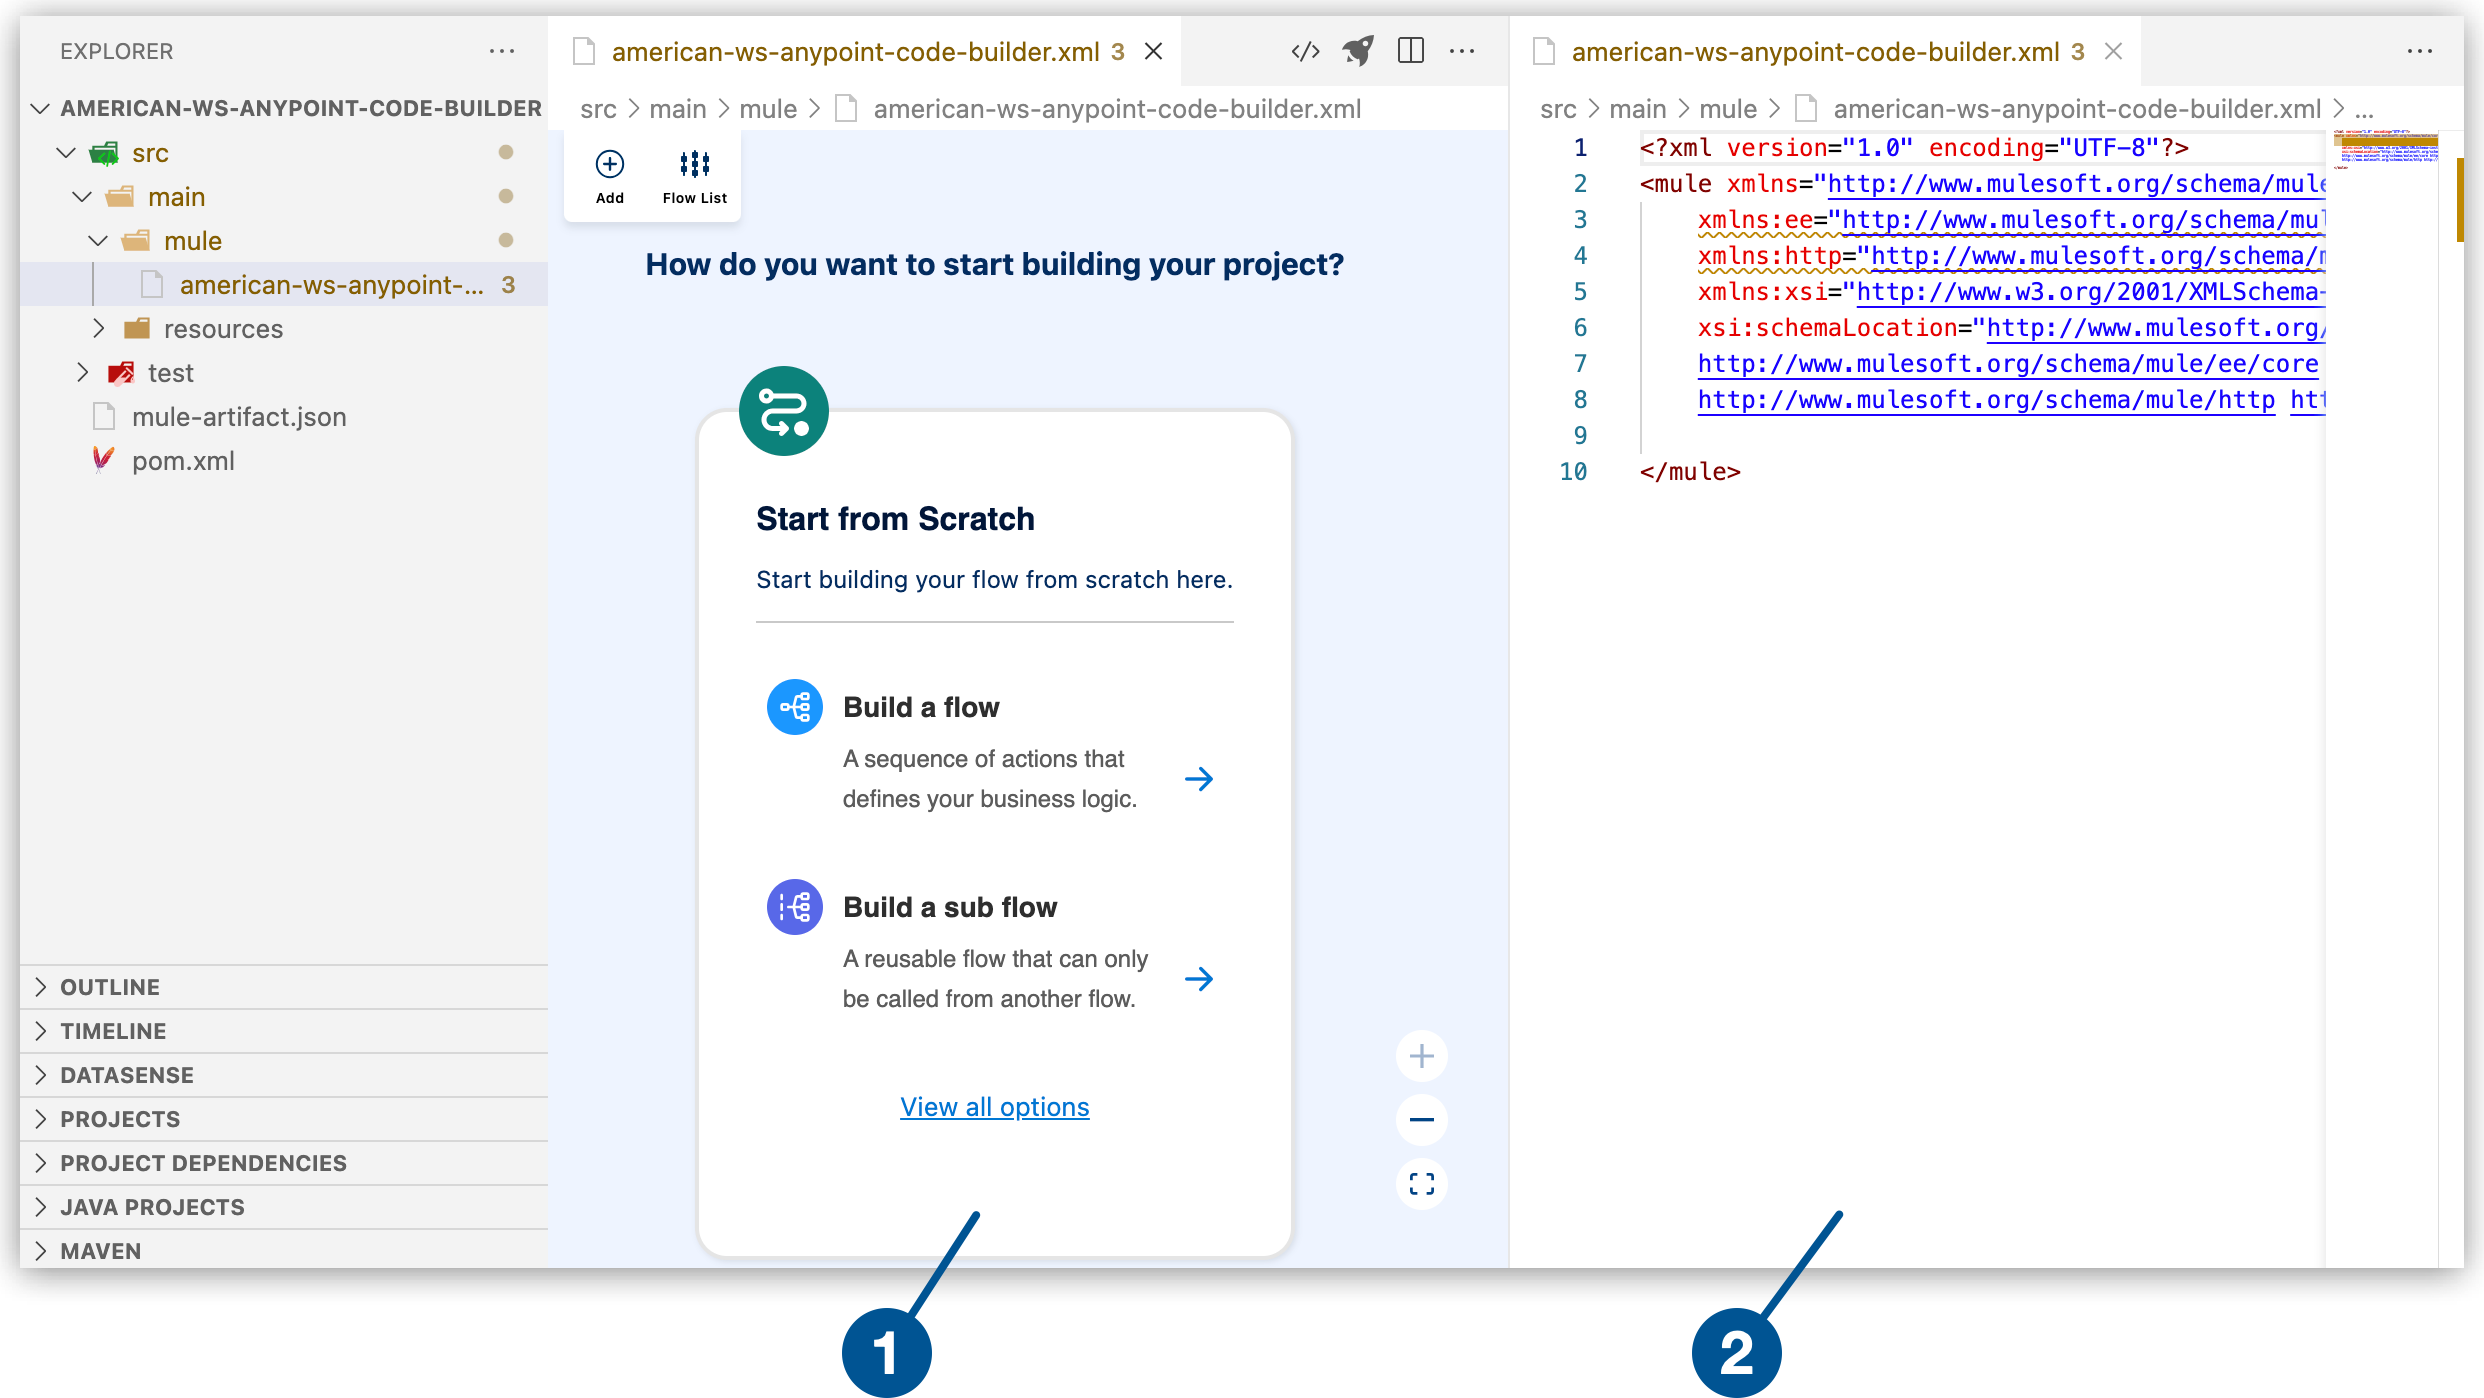 EXPLORER
AMERICAN-WS-ANYPOINT-CODE-BUILDER
src
main
mule
american-ws-anypoint-... 3
resources
test
mule-artifact.json
pom.xml
OUTLINE
TIMELINE
DATASENSE
PROJECTS
PROJECT DEPENDENCIES
JAVA PROJECTS
MAVEN
american-ws-anypoint-code-builder.xml 3
src > main > mule > american-ws-anypoint-code-builder.xml
Add
Flow List
How do you want to start building your project?
Start from Scratch
Start building your flow from scratch here.
Build a flow
A sequence of actions that
defines your business logic.
Build a sub flow
A reusable flow that can only
be called from another flow.
View all options
american-ws-anypoint-code-builder.xml 3
src > main > mule > american-ws-anypoint-code-builder.xml > ...
1 <?xml version="1.0" encoding="UTF-8"?>
2 <mule xmlns="http://www.mulesoft.org/schema/mule
3 xmlns:ee="http://www.mulesoft.org/schema/mul
4 xmlns:http="http://www.mulesoft.org/schema/m
5 xmlns:xsi="http://www.w3.org/2001/XMLSchema-
6 xsi:schemaLocation="http://www.mulesoft.org/
7 http://www.mulesoft.org/schema/mule/ee/core
8 http://www.mulesoft.org/schema/mule/http htt
9
10 </mule>
1
2